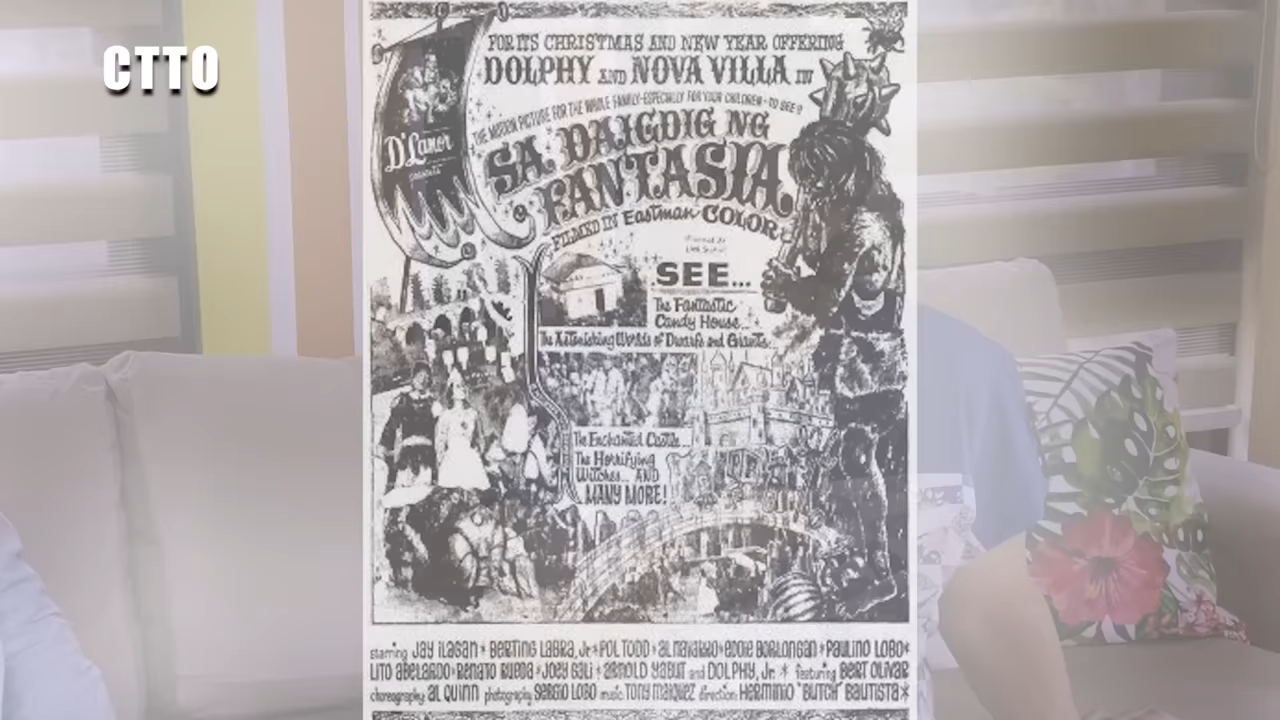 CTTO
FOR ITS CHRISTMAS AND NEW YEAR OFFERING
DOLPHY AND NOVA VILLA IN
THE MOTION PICTURE FOR THE WHOLE FAMILY-ESPECIALLY FOR YOUR CHILDREN-TO SEE!!
D'Lanor
SA DAIGDIG NG
FANTASIA
FILMED IN Eastman COLOR
SEE...
The Fantastic
Candy House...
The Astonishing Worlds of Dwarfs and Giants...
The Enchanted Castle...
The Horrifying
Witches... AND
MANY MORE!
starring JAY ILAGAN * BERTING LABRA, Jr * POL TODD * AL NAVARRO * EDDIE BORLONGAN * PAULINO LOBO *
LITO ABELARDO * RENATO RUEDA * JOEY GALI * ARNOLD YABUT and DOLPHY, Jr. * featuring BERT OLIVAR
choreography AL QUINN photography SERGIO LOBO music TONY MAIQUEZ direction HERMINIO "BUTCH" BAUTISTA *